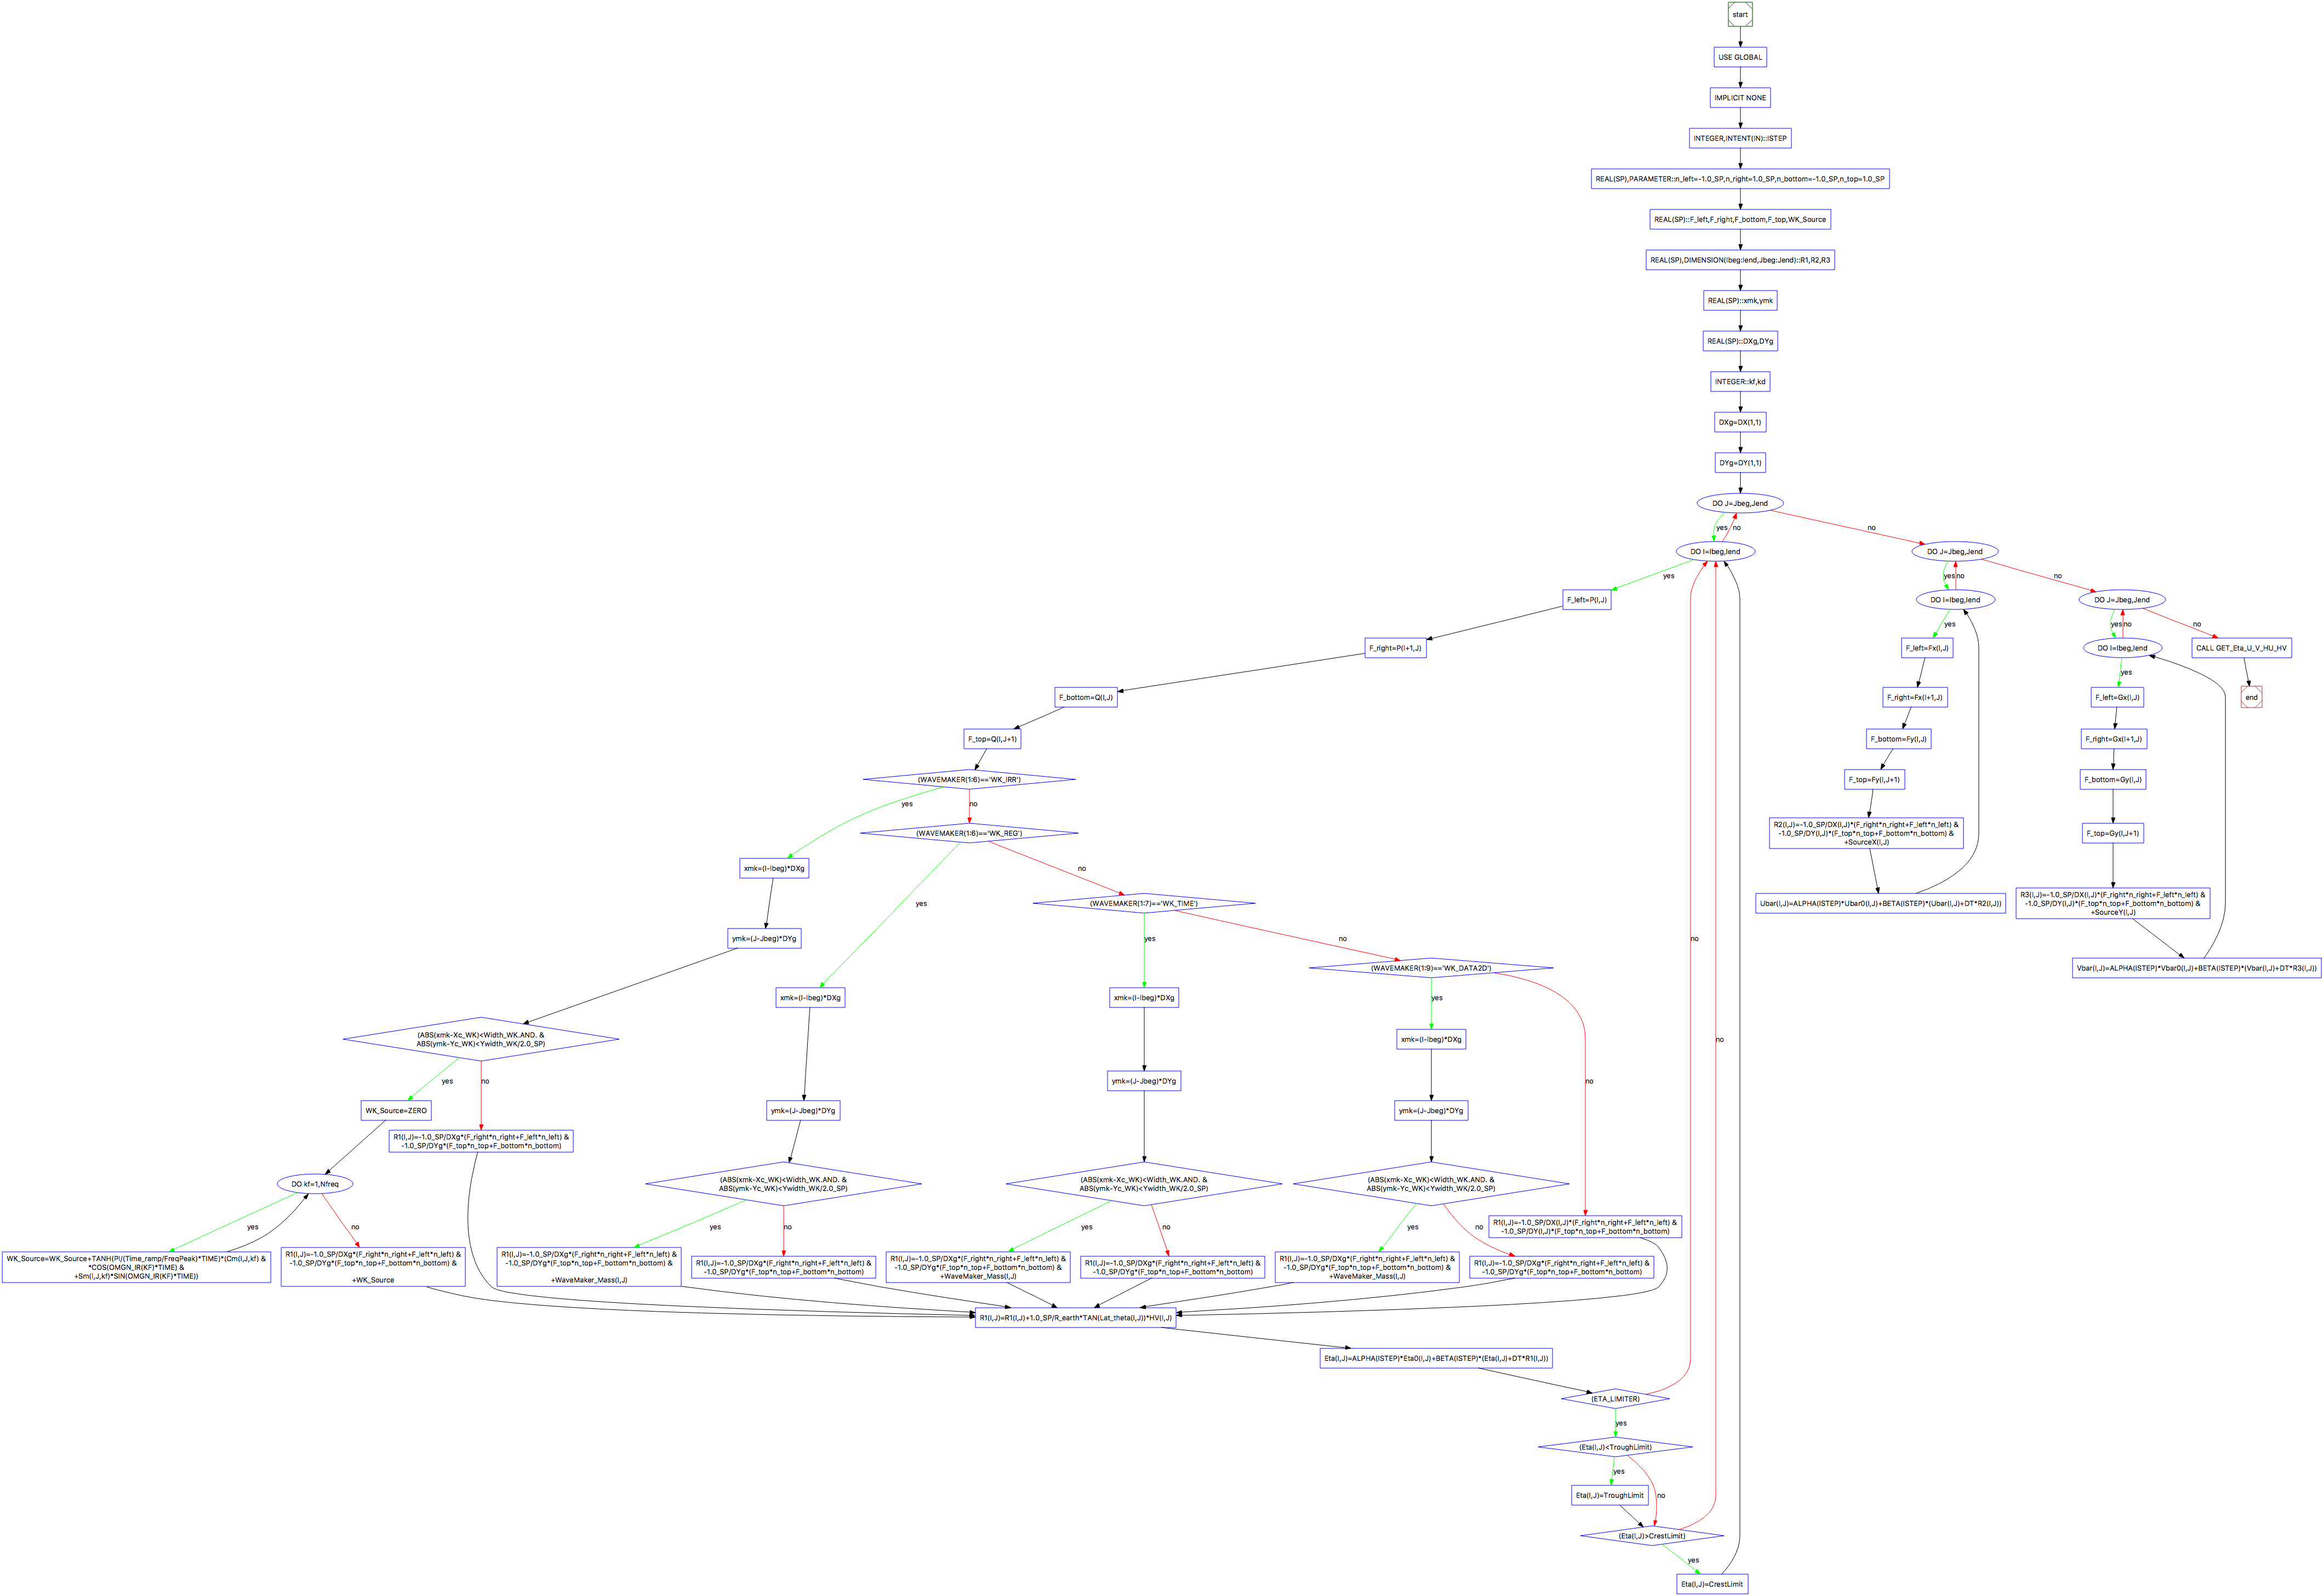 start
USE GLOBAL
IMPLICIT NONE
INTEGER,INTENT(IN)::ISTEP
REAL(SP),PARAMETER::n_left=-1.0_SP,n_right=1.0_SP,n_bottom=-1.0_SP,n_top=1.0_SP
REAL(SP)::F_left,F_right,F_bottom,F_top,WK_Source
REAL(SP),DIMENSION(Ibeg:Iend,Jbeg:Jend)::R1,R2,R3
REAL(SP)::xmk,ymk
REAL(SP)::DXg,DYg
INTEGER::kf,kd
DXg=DX(1,1)
DYg=DY(1,1)
DO J=Jbeg,Jend
yes
no
no
DO I=Ibeg,Iend
yes
F_left=P(I,J)
F_right=P(I+1,J)
F_bottom=Q(I,J)
F_top=Q(I,J+1)
(WAVEMAKER(1:6)=='WK_IRR')
yes
no
(WAVEMAKER(1:6)=='WK_REG')
yes
no
(WAVEMAKER(1:7)=='WK_TIME')
yes
no
(WAVEMAKER(1:9)=='WK_DATA2D')
yes
no
xmk=(I-Ibeg)*DXg
ymk=(J-Jbeg)*DYg
(ABS(xmk-Xc_WK)<Width_WK.AND. &
ABS(ymk-Yc_WK)<Ywidth_WK/2.0_SP)
yes
no
WK_Source=ZERO
R1(I,J)=-1.0_SP/DXg*(F_right*n_right+F_left*n_left) &
-1.0_SP/DYg*(F_top*n_top+F_bottom*n_bottom)
DO kf=1,Nfreq
yes
no
WK_Source=WK_Source+TANH(PI/(Time_ramp/FreqPeak)*TIME)*(Cm(I,J,kf) &
*COS(OMGN_IR(KF)*TIME) &
+Sm(I,J,kf)*SIN(OMGN_IR(KF)*TIME))
R1(I,J)=-1.0_SP/DXg*(F_right*n_right+F_left*n_left) &
-1.0_SP/DYg*(F_top*n_top+F_bottom*n_bottom) &
+WK_Source
xmk=(I-Ibeg)*DXg
ymk=(J-Jbeg)*DYg
(ABS(xmk-Xc_WK)<Width_WK.AND. &
ABS(ymk-Yc_WK)<Ywidth_WK/2.0_SP)
yes
no
R1(I,J)=-1.0_SP/DXg*(F_right*n_right+F_left*n_left) &
-1.0_SP/DYg*(F_top*n_top+F_bottom*n_bottom) &
+WaveMaker_Mass(I,J)
R1(I,J)=-1.0_SP/DXg*(F_right*n_right+F_left*n_left) &
-1.0_SP/DYg*(F_top*n_top+F_bottom*n_bottom)
xmk=(I-Ibeg)*DXg
ymk=(J-Jbeg)*DYg
(ABS(xmk-Xc_WK)<Width_WK.AND. &
ABS(ymk-Yc_WK)<Ywidth_WK/2.0_SP)
yes
no
R1(I,J)=-1.0_SP/DXg*(F_right*n_right+F_left*n_left) &
-1.0_SP/DYg*(F_top*n_top+F_bottom*n_bottom) &
+WaveMaker_Mass(I,J)
R1(I,J)=-1.0_SP/DXg*(F_right*n_right+F_left*n_left) &
-1.0_SP/DYg*(F_top*n_top+F_bottom*n_bottom)
xmk=(I-Ibeg)*DXg
ymk=(J-Jbeg)*DYg
(ABS(xmk-Xc_WK)<Width_WK.AND. &
ABS(ymk-Yc_WK)<Ywidth_WK/2.0_SP)
yes
no
R1(I,J)=-1.0_SP/DXg*(F_right*n_right+F_left*n_left) &
-1.0_SP/DYg*(F_top*n_top+F_bottom*n_bottom) &
+WaveMaker_Mass(I,J)
R1(I,J)=-1.0_SP/DXg*(F_right*n_right+F_left*n_left) &
-1.0_SP/DYg*(F_top*n_top+F_bottom*n_bottom)
R1(I,J)=-1.0_SP/DX(I,J)*(F_right*n_right+F_left*n_left) &
-1.0_SP/DY(I,J)*(F_top*n_top+F_bottom*n_bottom)
R1(I,J)=R1(I,J)+1.0_SP/R_earth*TAN(Lat_theta(I,J))*HV(I,J)
Eta(I,J)=ALPHA(ISTEP)*Eta0(I,J)+BETA(ISTEP)*(Eta(I,J)+DT*R1(I,J))
(ETA_LIMITER)
no
yes
(Eta(I,J)<TroughLimit)
yes
no
Eta(I,J)=TroughLimit
(Eta(I,J)>CrestLimit)
no
yes
Eta(I,J)=CrestLimit
DO J=Jbeg,Jend
yes
no
no
DO I=Ibeg,Iend
yes
F_left=Fx(I,J)
F_right=Fx(I+1,J)
F_bottom=Fy(I,J)
F_top=Fy(I,J+1)
R2(I,J)=-1.0_SP/DX(I,J)*(F_right*n_right+F_left*n_left) &
-1.0_SP/DY(I,J)*(F_top*n_top+F_bottom*n_bottom) &
+SourceX(I,J)
Ubar(I,J)=ALPHA(ISTEP)*Ubar0(I,J)+BETA(ISTEP)*(Ubar(I,J)+DT*R2(I,J))
DO J=Jbeg,Jend
yes
no
no
DO I=Ibeg,Iend
yes
F_left=Gx(I,J)
F_right=Gx(I+1,J)
F_bottom=Gy(I,J)
F_top=Gy(I,J+1)
R3(I,J)=-1.0_SP/DX(I,J)*(F_right*n_right+F_left*n_left) &
-1.0_SP/DY(I,J)*(F_top*n_top+F_bottom*n_bottom) &
+SourceY(I,J)
Vbar(I,J)=ALPHA(ISTEP)*Vbar0(I,J)+BETA(ISTEP)*(Vbar(I,J)+DT*R3(I,J))
CALL GET_Eta_U_V_HU_HV
end